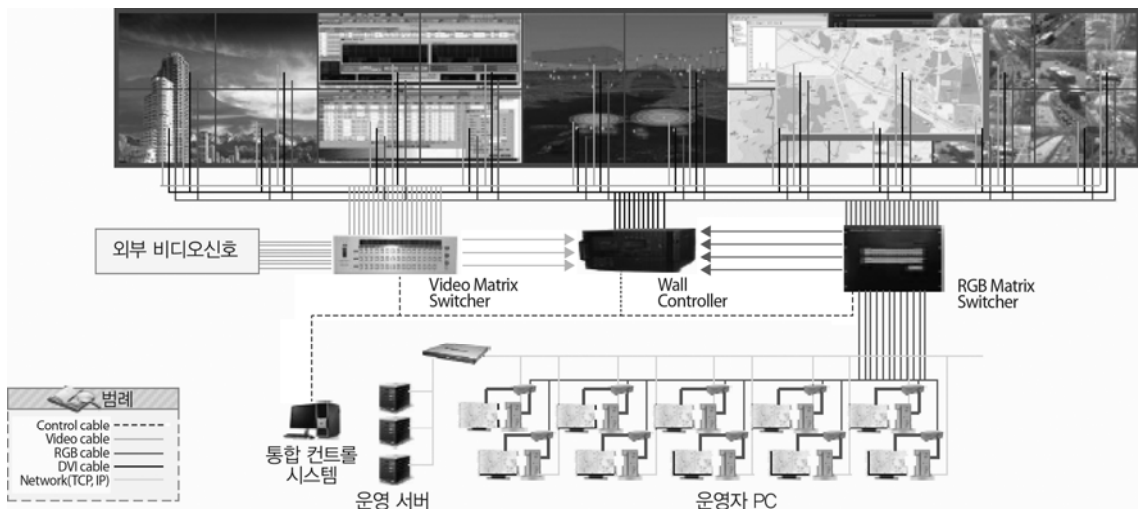 외부 비디오신호
Video Matrix
Switcher
Wall
Controller
RGB Matrix
Switcher
범례
Control cable
Video cable
RGB cable
DVI cable
Network(TCP, IP)
통합 컨트롤
시스템
운영 서버
운영자 PC